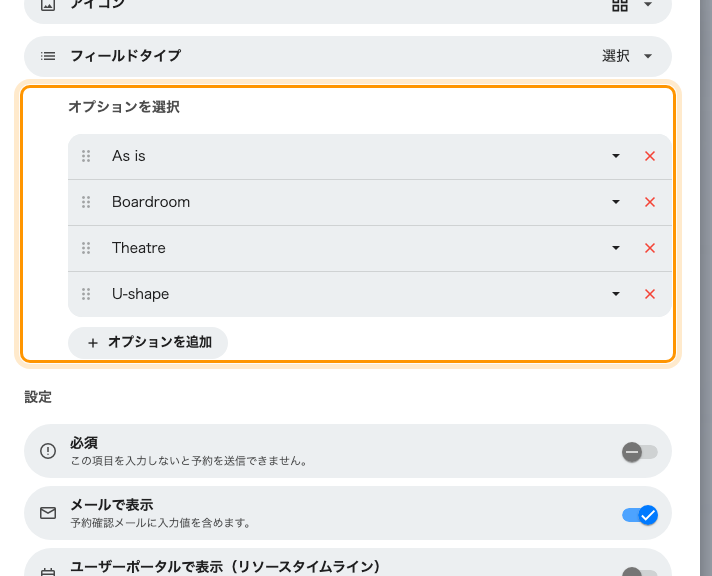 アイコン
フィールドタイプ 選択
オプションを選択
As is
Boardroom
Theatre
U-shape
+ オプションを追加
設定
必須
この項目を入力しないと予約を送信できません。
メールで表示
予約確認メールに入力値を含めます。
ユーザーポータルで表示（リソースタイムライン）